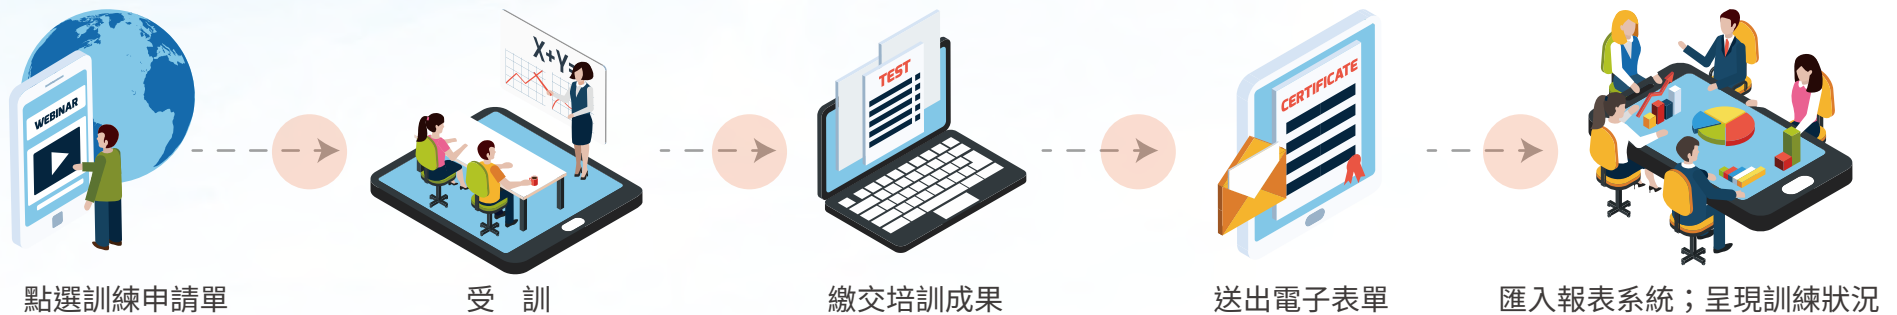 WEBINAR
X+Y=
TEST
CERTIFICATE
點選訓練申請單
受 訓
繳交培訓成果
送出電子表單
匯入報表系統；呈現訓練狀況